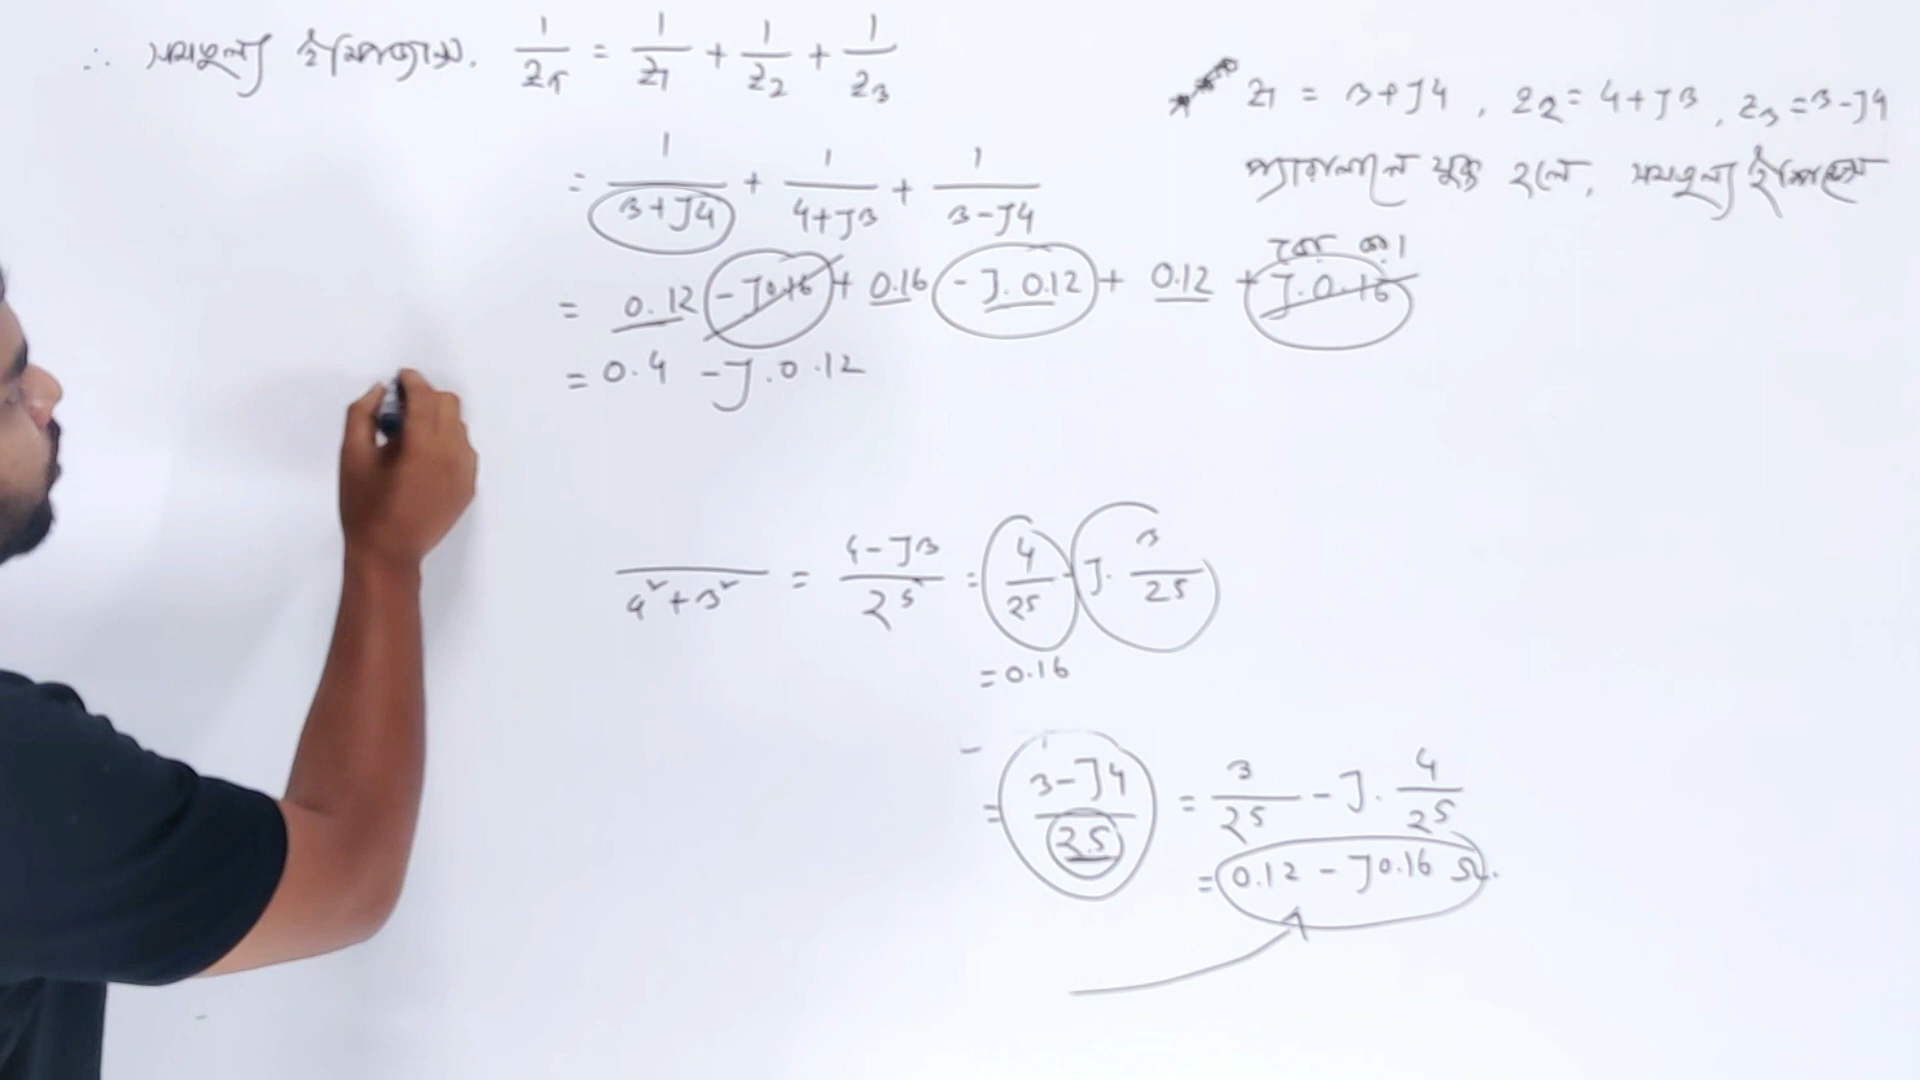 ∴ সমতুল্য ইম্পিড্যান্স. 1/Z_T = 1/Z1 + 1/Z2 + 1/Z3
= 1/(3+J4) + 1/(4+J3) + 1/(3-J4)
= 0.12 - J0.16 + 0.16 - J.0.12 + 0.12 + J.0.16
= 0.4 - J.0.12
Z1 = 3+J4, Z2 = 4+J3, Z3 = 3-J4
প্যারালালে যুক্ত হলে, সমতুল্য ইম্পিড্যান্স
বের কর।
/(4²+3²) = (4-J3)/25 = 4/25 - J. 3/25
= 0.16
= (3-J4)/25 = 3/25 - J. 4/25
= 0.12 - J0.16 Ω.